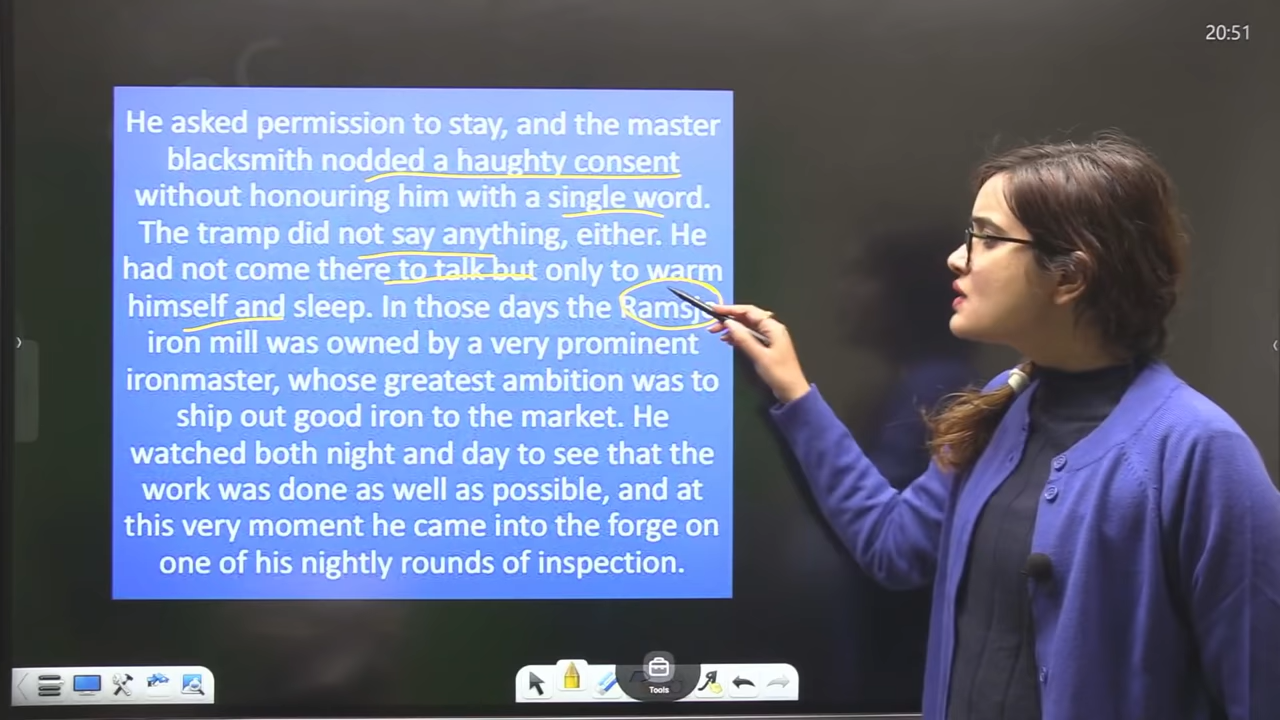 20:51
He asked permission to stay, and the master
blacksmith nodded a haughty consent
without honouring him with a single word.
The tramp did not say anything, either. He
had not come there to talk but only to warm
himself and sleep. In those days the
iron mill was owned by a very prominent
ironmaster, whose greatest ambition was to
ship out good iron to the market. He
watched both night and day to see that the
work was done as well as possible, and at
this very moment he came into the forge on
one of his nightly rounds of inspection.
Tools